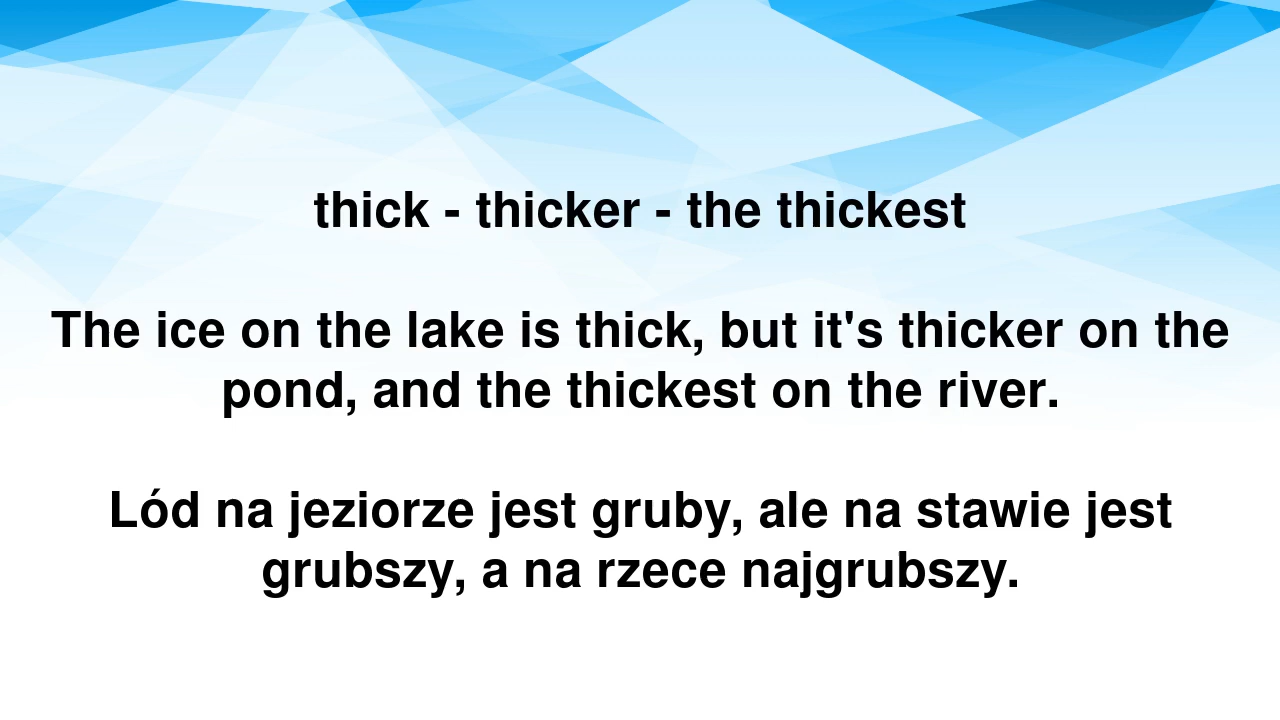 thick - thicker - the thickest
The ice on the lake is thick, but it's thicker on the
pond, and the thickest on the river.
Lód na jeziorze jest gruby, ale na stawie jest
grubszy, a na rzece najgrubszy.